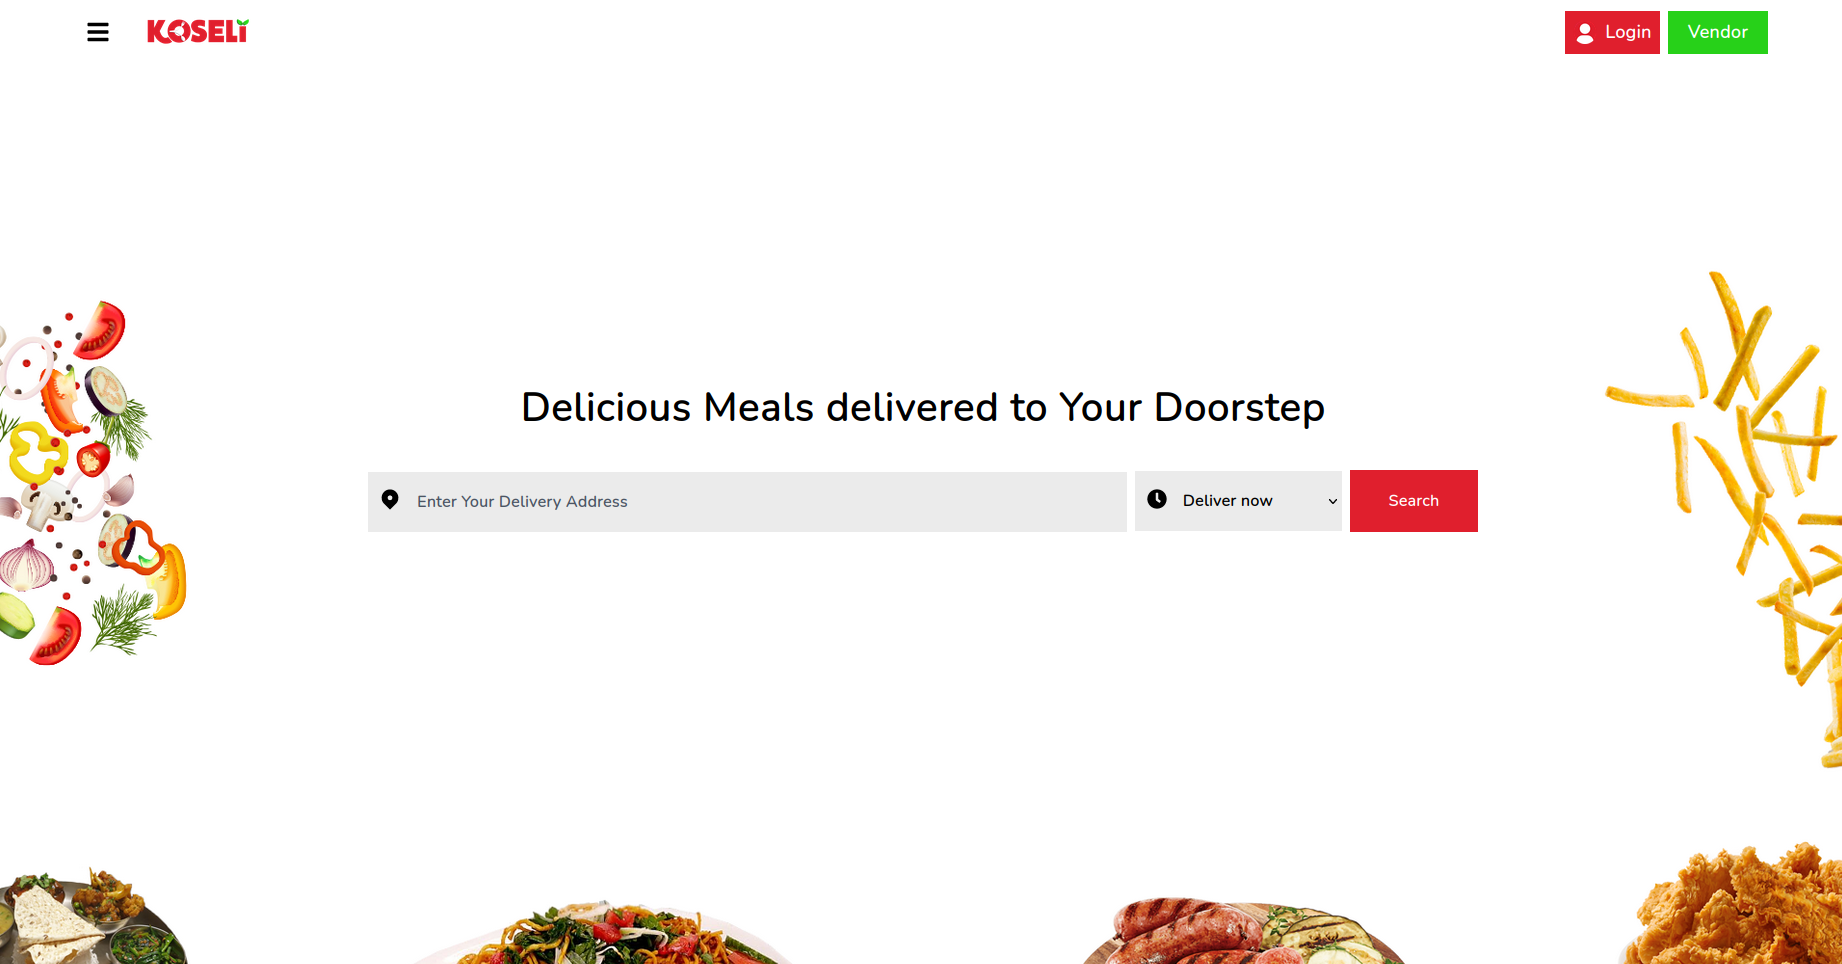 KOSELi
Login
Vendor
Delicious Meals delivered to Your Doorstep
Enter Your Delivery Address
Deliver now
Search